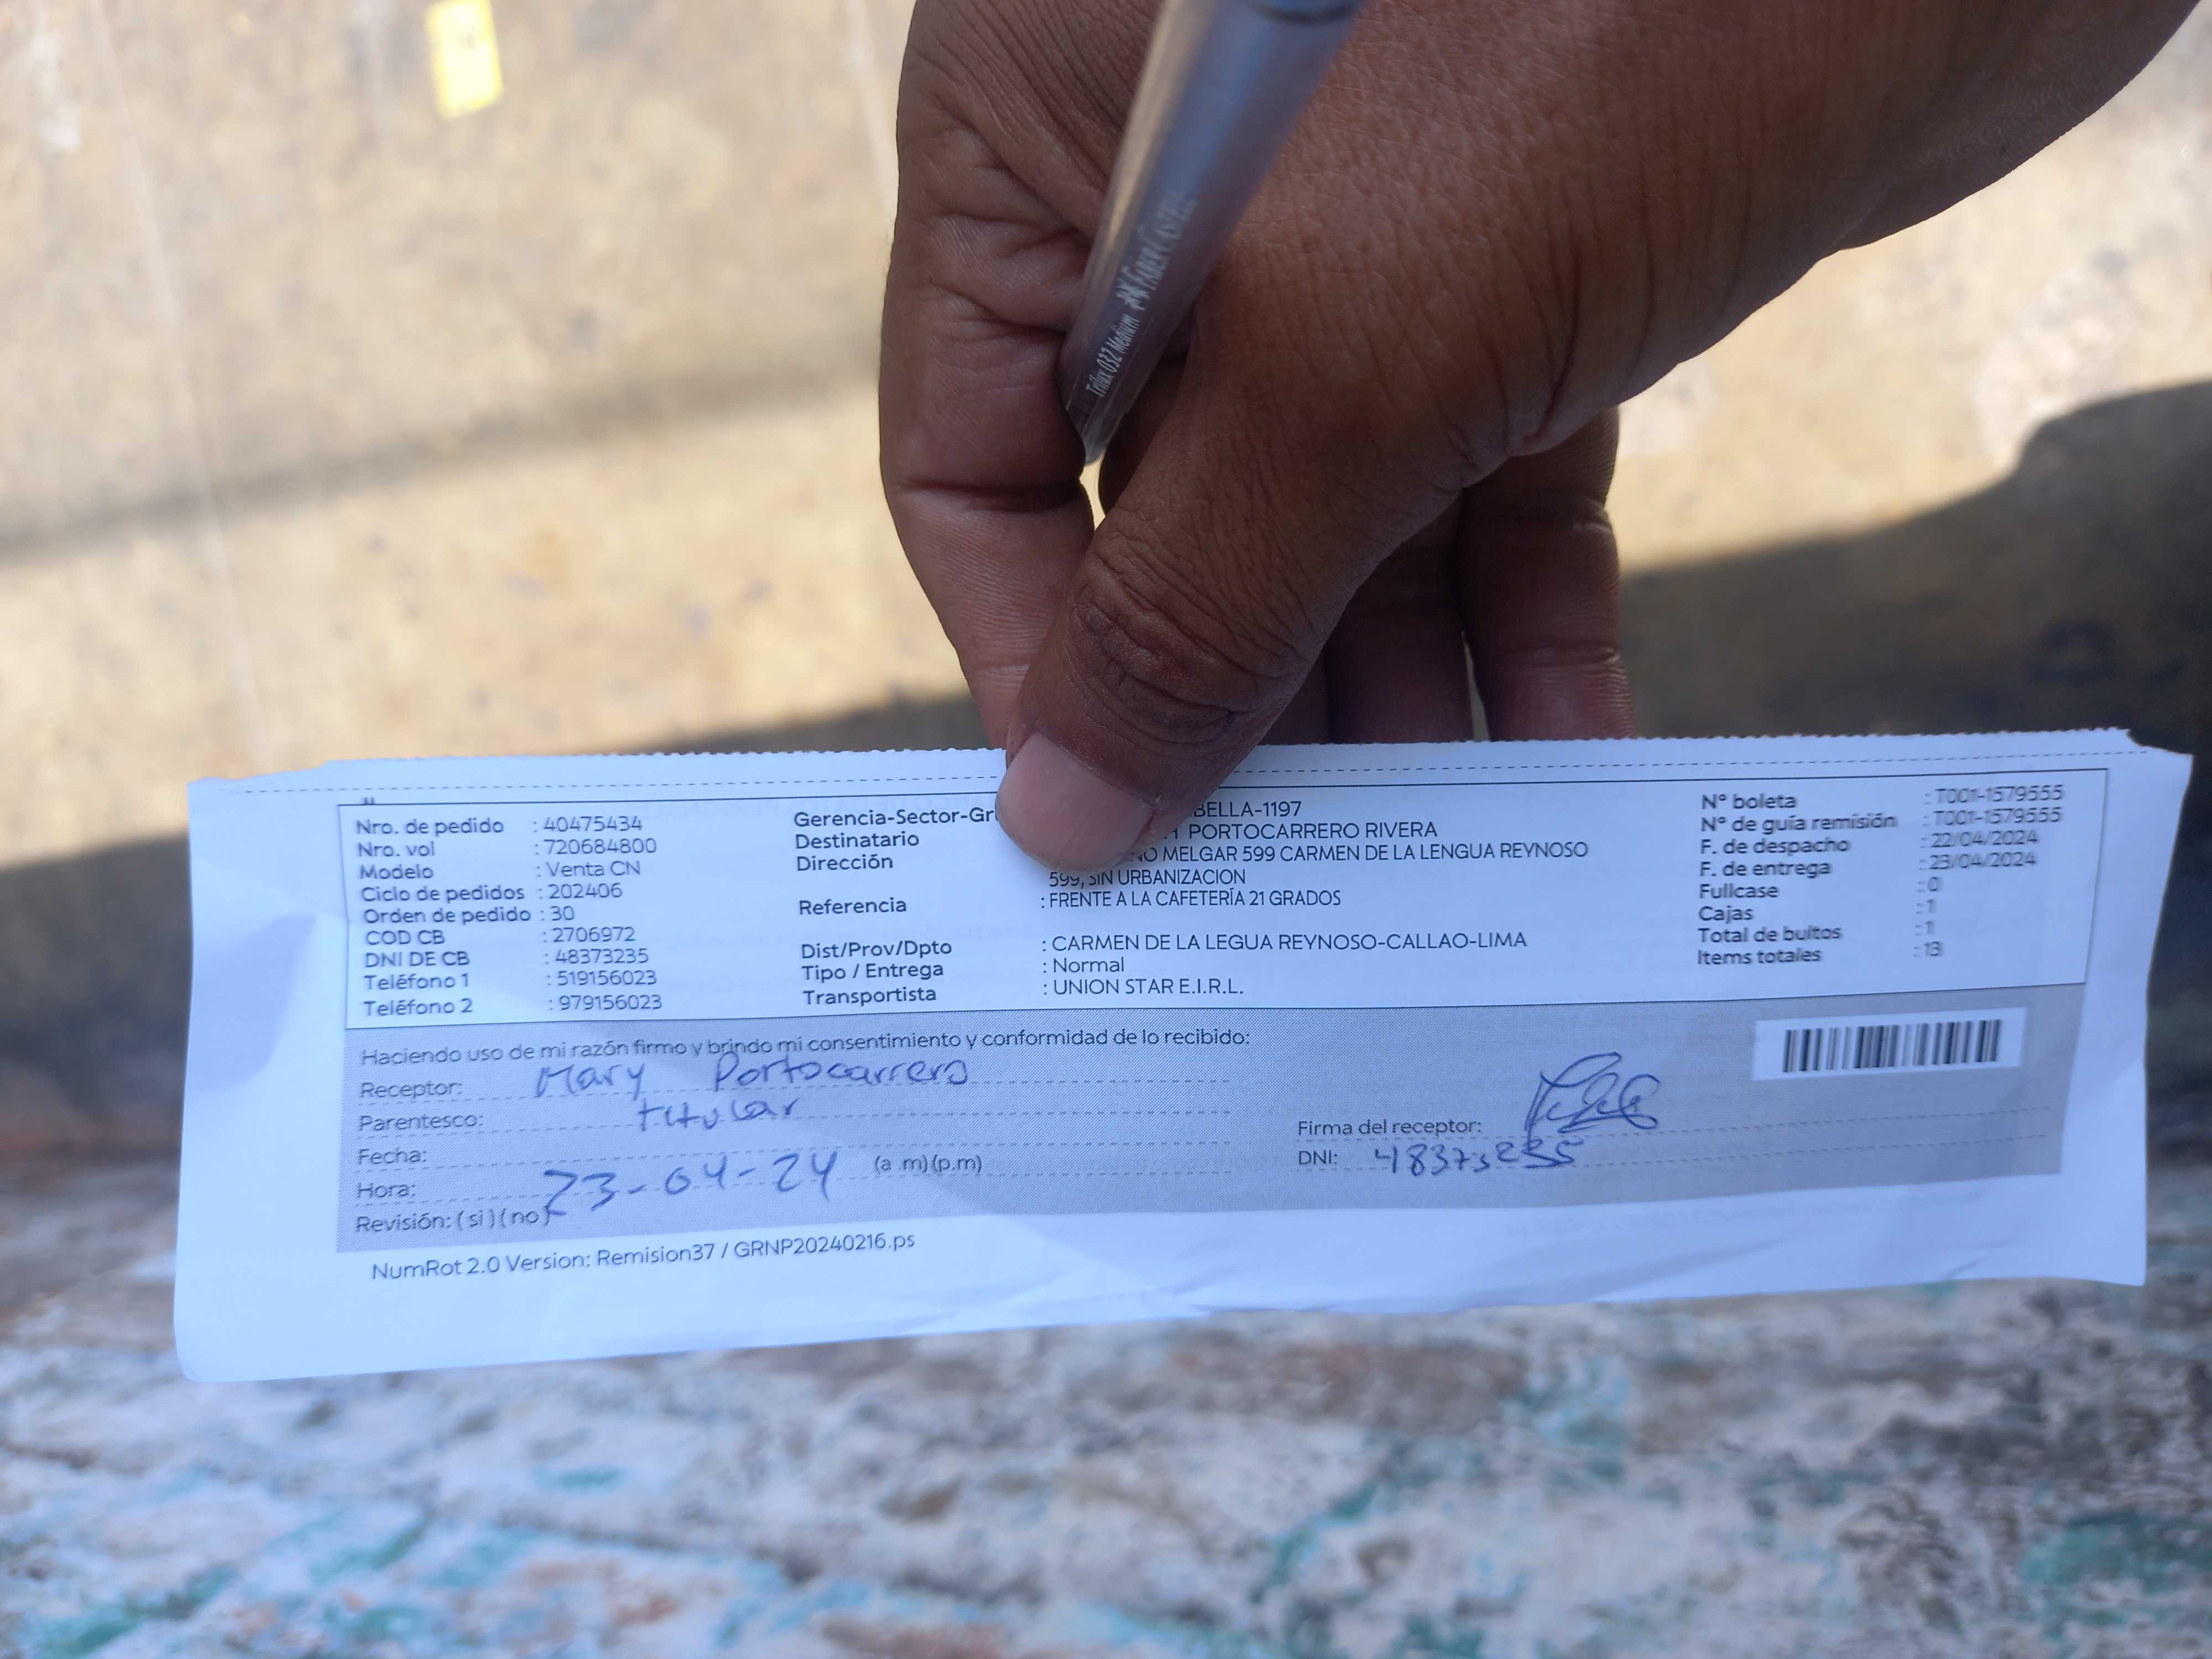 Trilux 032 Medium FABER-CASTELL
Nro. de pedido : 40475434
Nro. vol : 720684800
Modelo : Venta CN
Ciclo de pedidos : 202406
Orden de pedido : 30
COD CB : 2706972
DNI DE CB : 48373235
Teléfono 1 : 519156023
Teléfono 2 : 979156023
Gerencia-Sector-Gr BELLA-1197
Destinatario PORTOCARRERO RIVERA
Dirección NO MELGAR 599 CARMEN DE LA LENGUA REYNOSO
599, SIN URBANIZACION
Referencia : FRENTE A LA CAFETERÍA 21 GRADOS
Dist/Prov/Dpto : CARMEN DE LA LEGUA REYNOSO-CALLAO-LIMA
Tipo / Entrega : Normal
Transportista : UNION STAR E.I.R.L.
N° boleta : T001-1579555
N° de guía remisión : T001-1579555
F. de despacho : 22/04/2024
F. de entrega : 23/04/2024
Fullcase : 0
Cajas : 1
Total de bultos : 1
Items totales : 13
Haciendo uso de mi razón firmo y brindo mi consentimiento y conformidad de lo recibido:
Receptor: Mary Portocarrero
Parentesco: titular
Fecha:
Hora: 23-04-24 (a .m) (p.m)
Revisión: ( si ) ( no )
Firma del receptor:
DNI: 48373235
NumRot 2.0 Version: Remision37 / GRNP20240216.ps